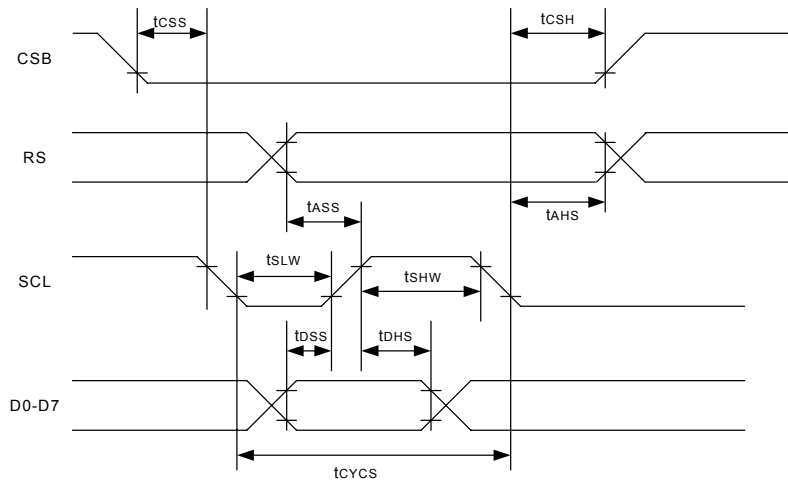 tCSS
tCSH
CSB
RS
tASS
tAHS
tSLW
tSHW
SCL
tDSS
tDHS
D0-D7
tCYCS